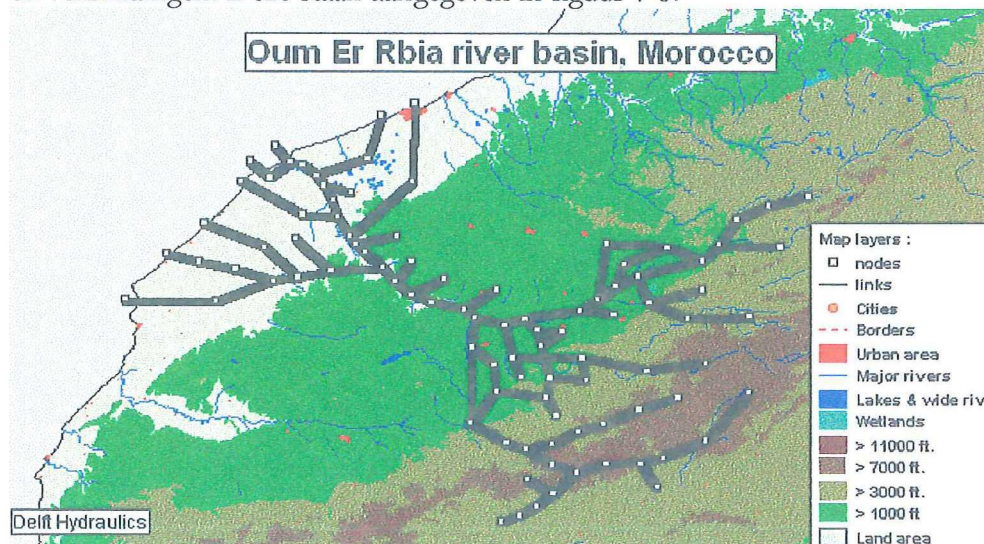 Oum Er Rbia river basin, Morocco
Map layers :
nodes
links
Cities
Borders
Urban area
Major rivers
Lakes & wide riv
Wetlands
> 11000 ft.
> 7000 ft.
> 3000 ft.
> 1000 ft
Land area
Delft Hydraulics